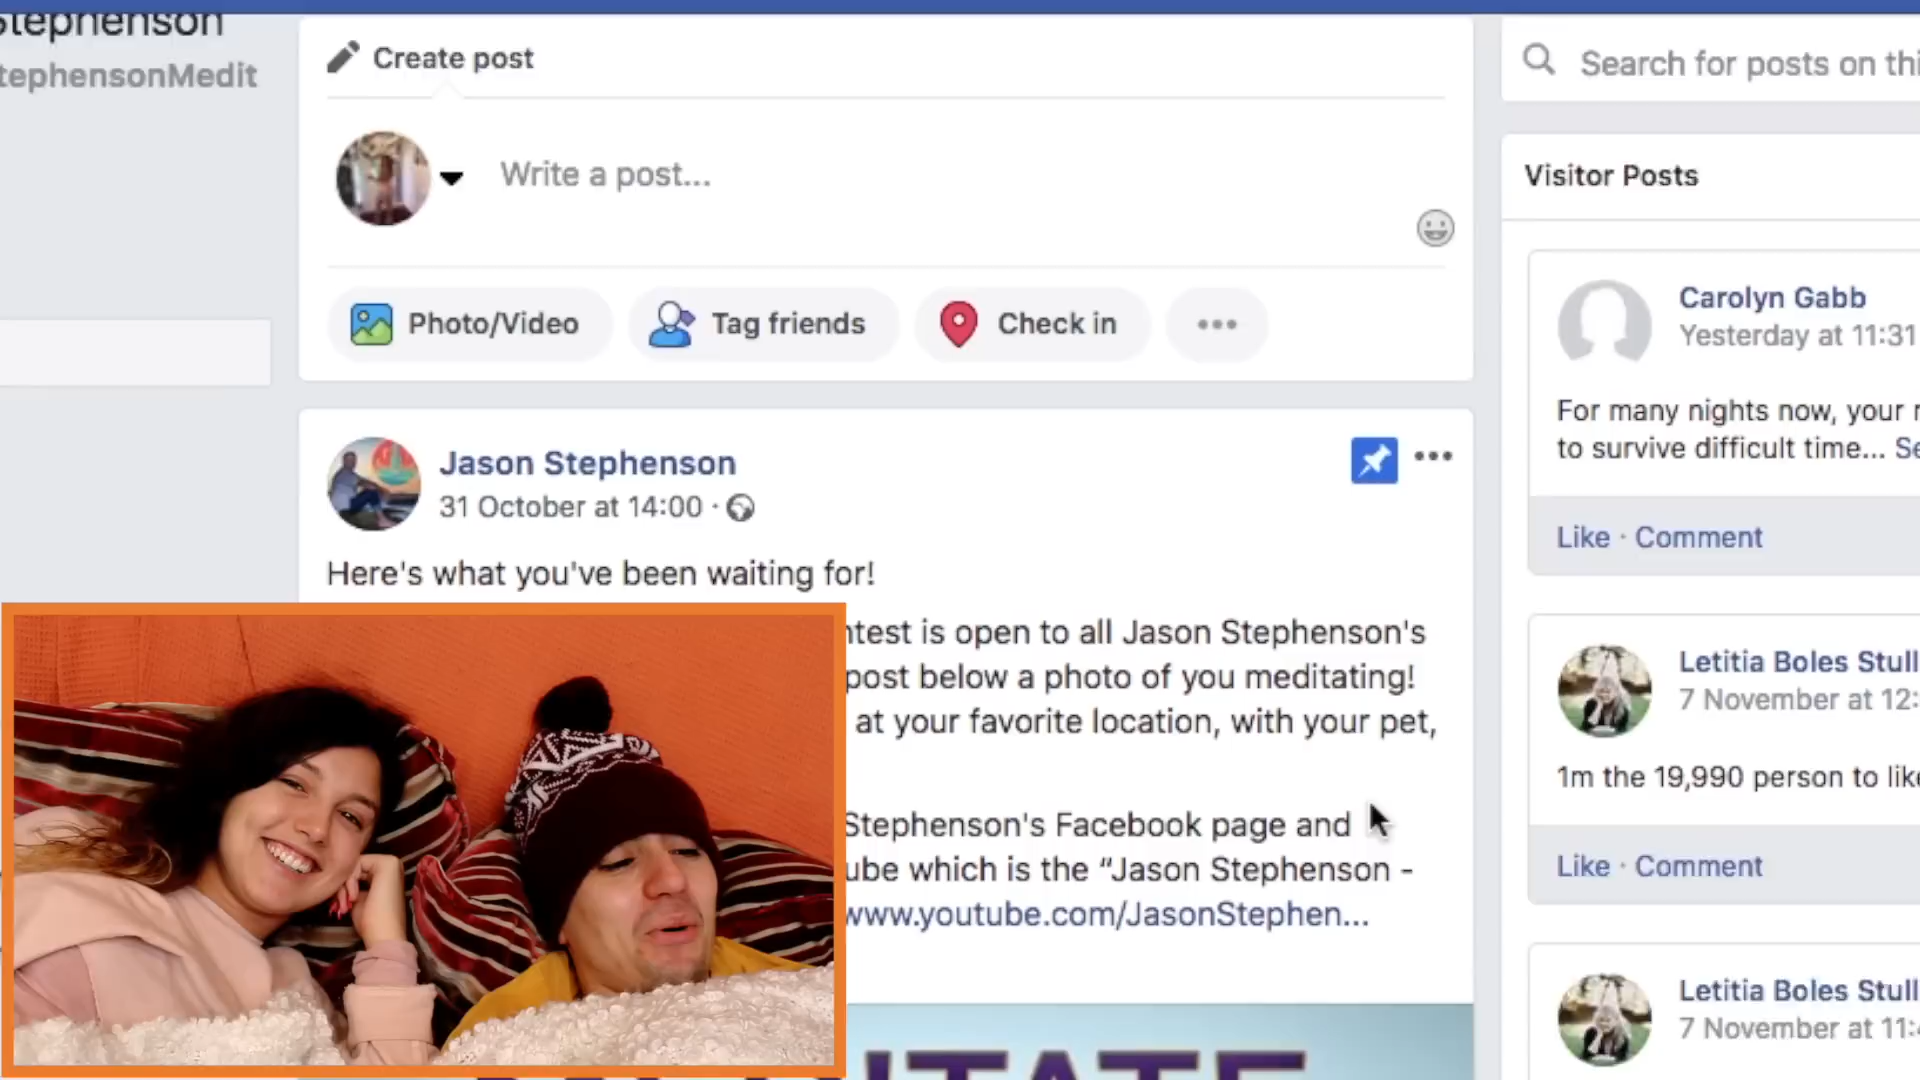 Stephenson
tephensonMedit
Create post
Write a post...
Photo/Video
Tag friends
Check in
Jason Stephenson
31 October at 14:00 ·
Here's what you've been waiting for!
ntest is open to all Jason Stephenson's
post below a photo of you meditating!
at your favorite location, with your pet,
Stephenson's Facebook page and
ube which is the “Jason Stephenson -
www.youtube.com/JasonStephen...
Search for posts on thi
Visitor Posts
Carolyn Gabb
Yesterday at 11:31
For many nights now, your
to survive difficult time... Se
Like · Comment
Letitia Boles Stull
7 November at 12:
1m the 19,990 person to like
Like · Comment
Letitia Boles Stull
7 November at 11: